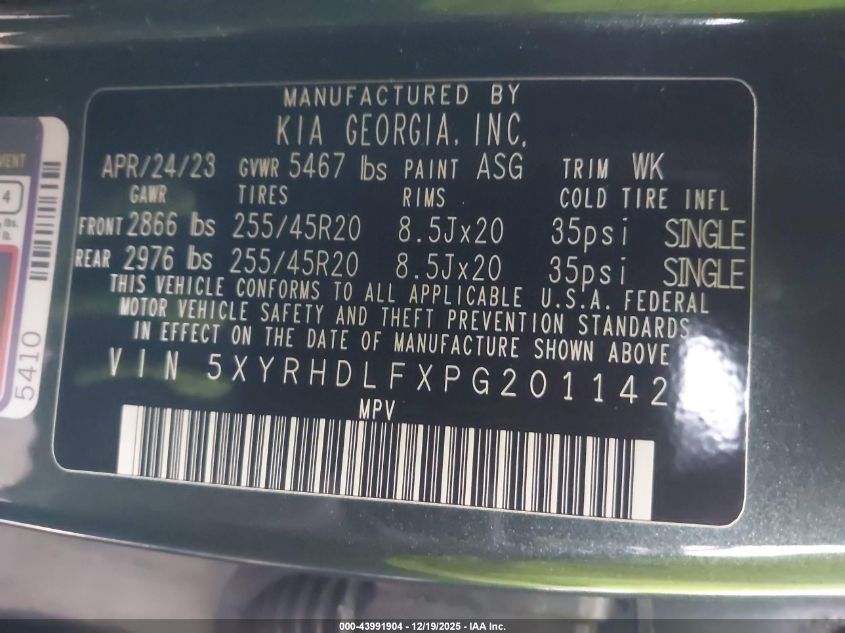 MANUFACTURED BY
KIA GEORGIA, INC.
APR/24/23 GVWR 5467 lbs PAINT ASG TRIM WK
GAWR TIRES RIMS COLD TIRE INFL
FRONT 2866 lbs 255/45R20 8.5Jx20 35psi SINGLE
REAR 2976 lbs 255/45R20 8.5Jx20 35psi SINGLE
THIS VEHICLE CONFORMS TO ALL APPLICABLE U.S.A. FEDERAL
MOTOR VEHICLE SAFETY AND THEFT PREVENTION STANDARDS
IN EFFECT ON THE DATE OF MANUFACTURE SHOWN ABOVE
VIN 5XYRHDLFXPG201142
MPV
4
lbs.
5410
000-43991904 - 12/19/2025 - IAA Inc.